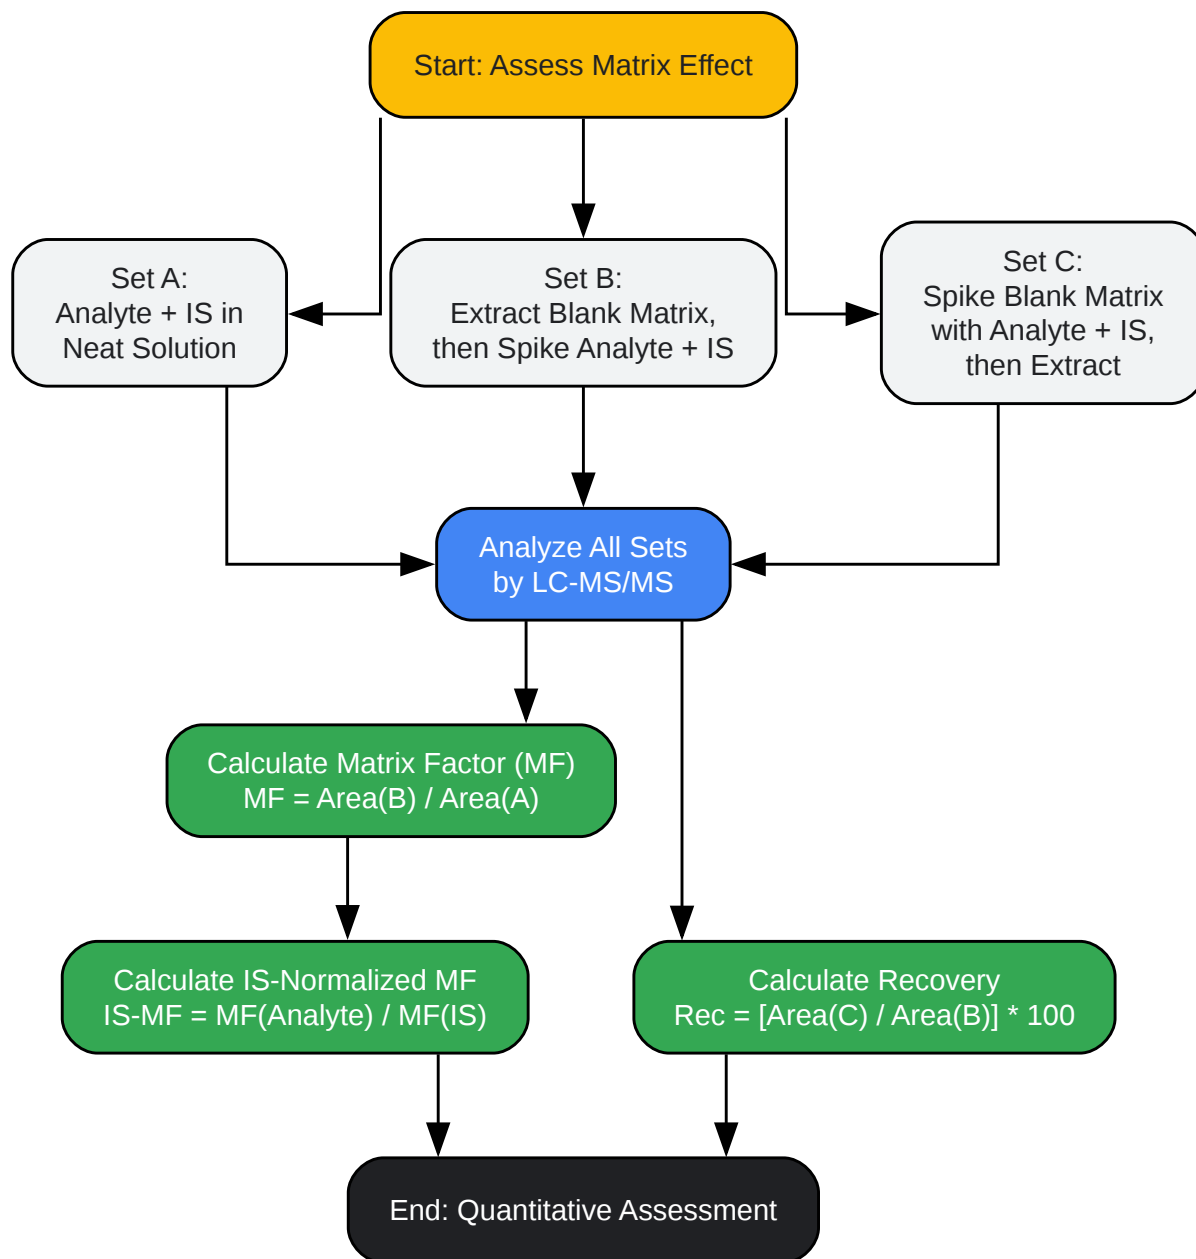 Start: Assess Matrix Effect
Set A:
Analyte + IS in
Neat Solution
Set B:
Extract Blank Matrix,
then Spike Analyte + IS
Set C:
Spike Blank Matrix
with Analyte + IS,
then Extract
Analyze All Sets
by LC-MS/MS
Calculate Matrix Factor (MF)
MF = Area(B) / Area(A)
Calculate IS-Normalized MF
IS-MF = MF(Analyte) / MF(IS)
Calculate Recovery
Rec = [Area(C) / Area(B)] * 100
End: Quantitative Assessment